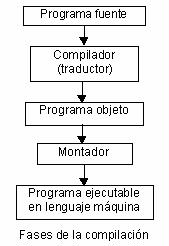 Programa fuente
Compilador
(traductor)
Programa objeto
Montador
Programa ejecutable
en lenguaje máquina
Fases de la compilación